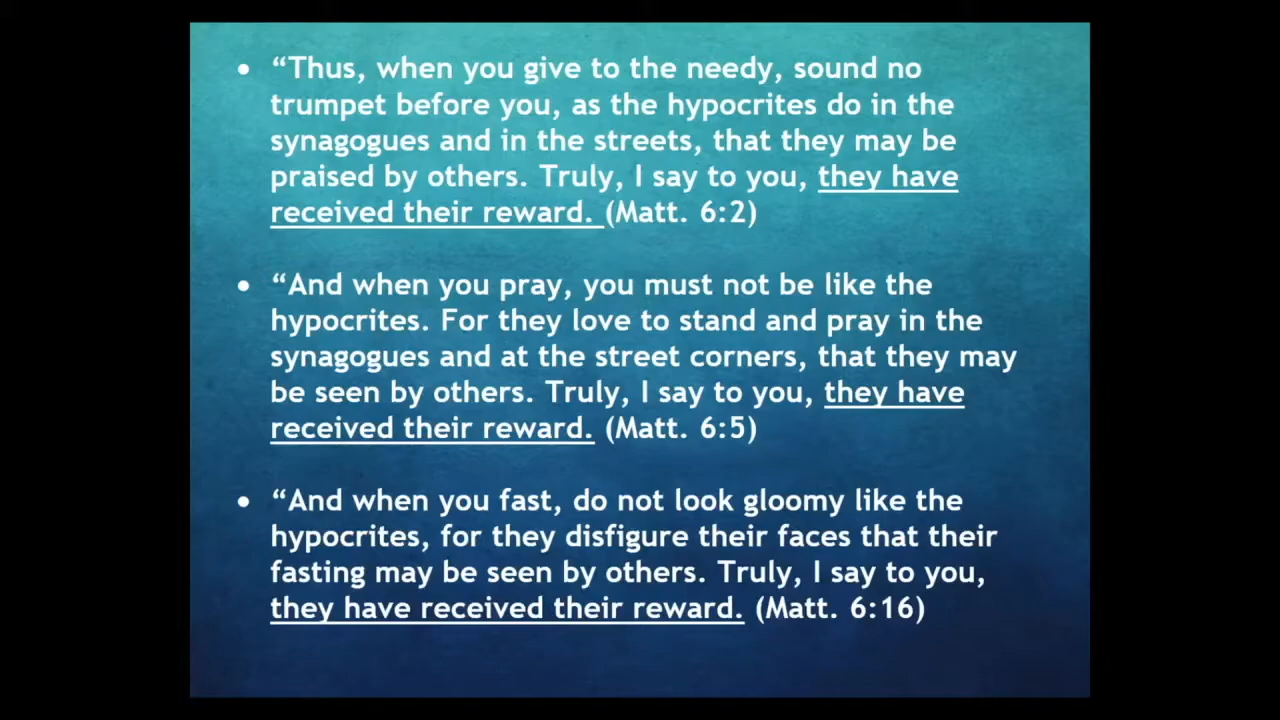 • “Thus, when you give to the needy, sound no
trumpet before you, as the hypocrites do in the
synagogues and in the streets, that they may be
praised by others. Truly, I say to you, they have
received their reward. (Matt. 6:2)
• “And when you pray, you must not be like the
hypocrites. For they love to stand and pray in the
synagogues and at the street corners, that they may
be seen by others. Truly, I say to you, they have
received their reward. (Matt. 6:5)
• “And when you fast, do not look gloomy like the
hypocrites, for they disfigure their faces that their
fasting may be seen by others. Truly, I say to you,
they have received their reward. (Matt. 6:16)